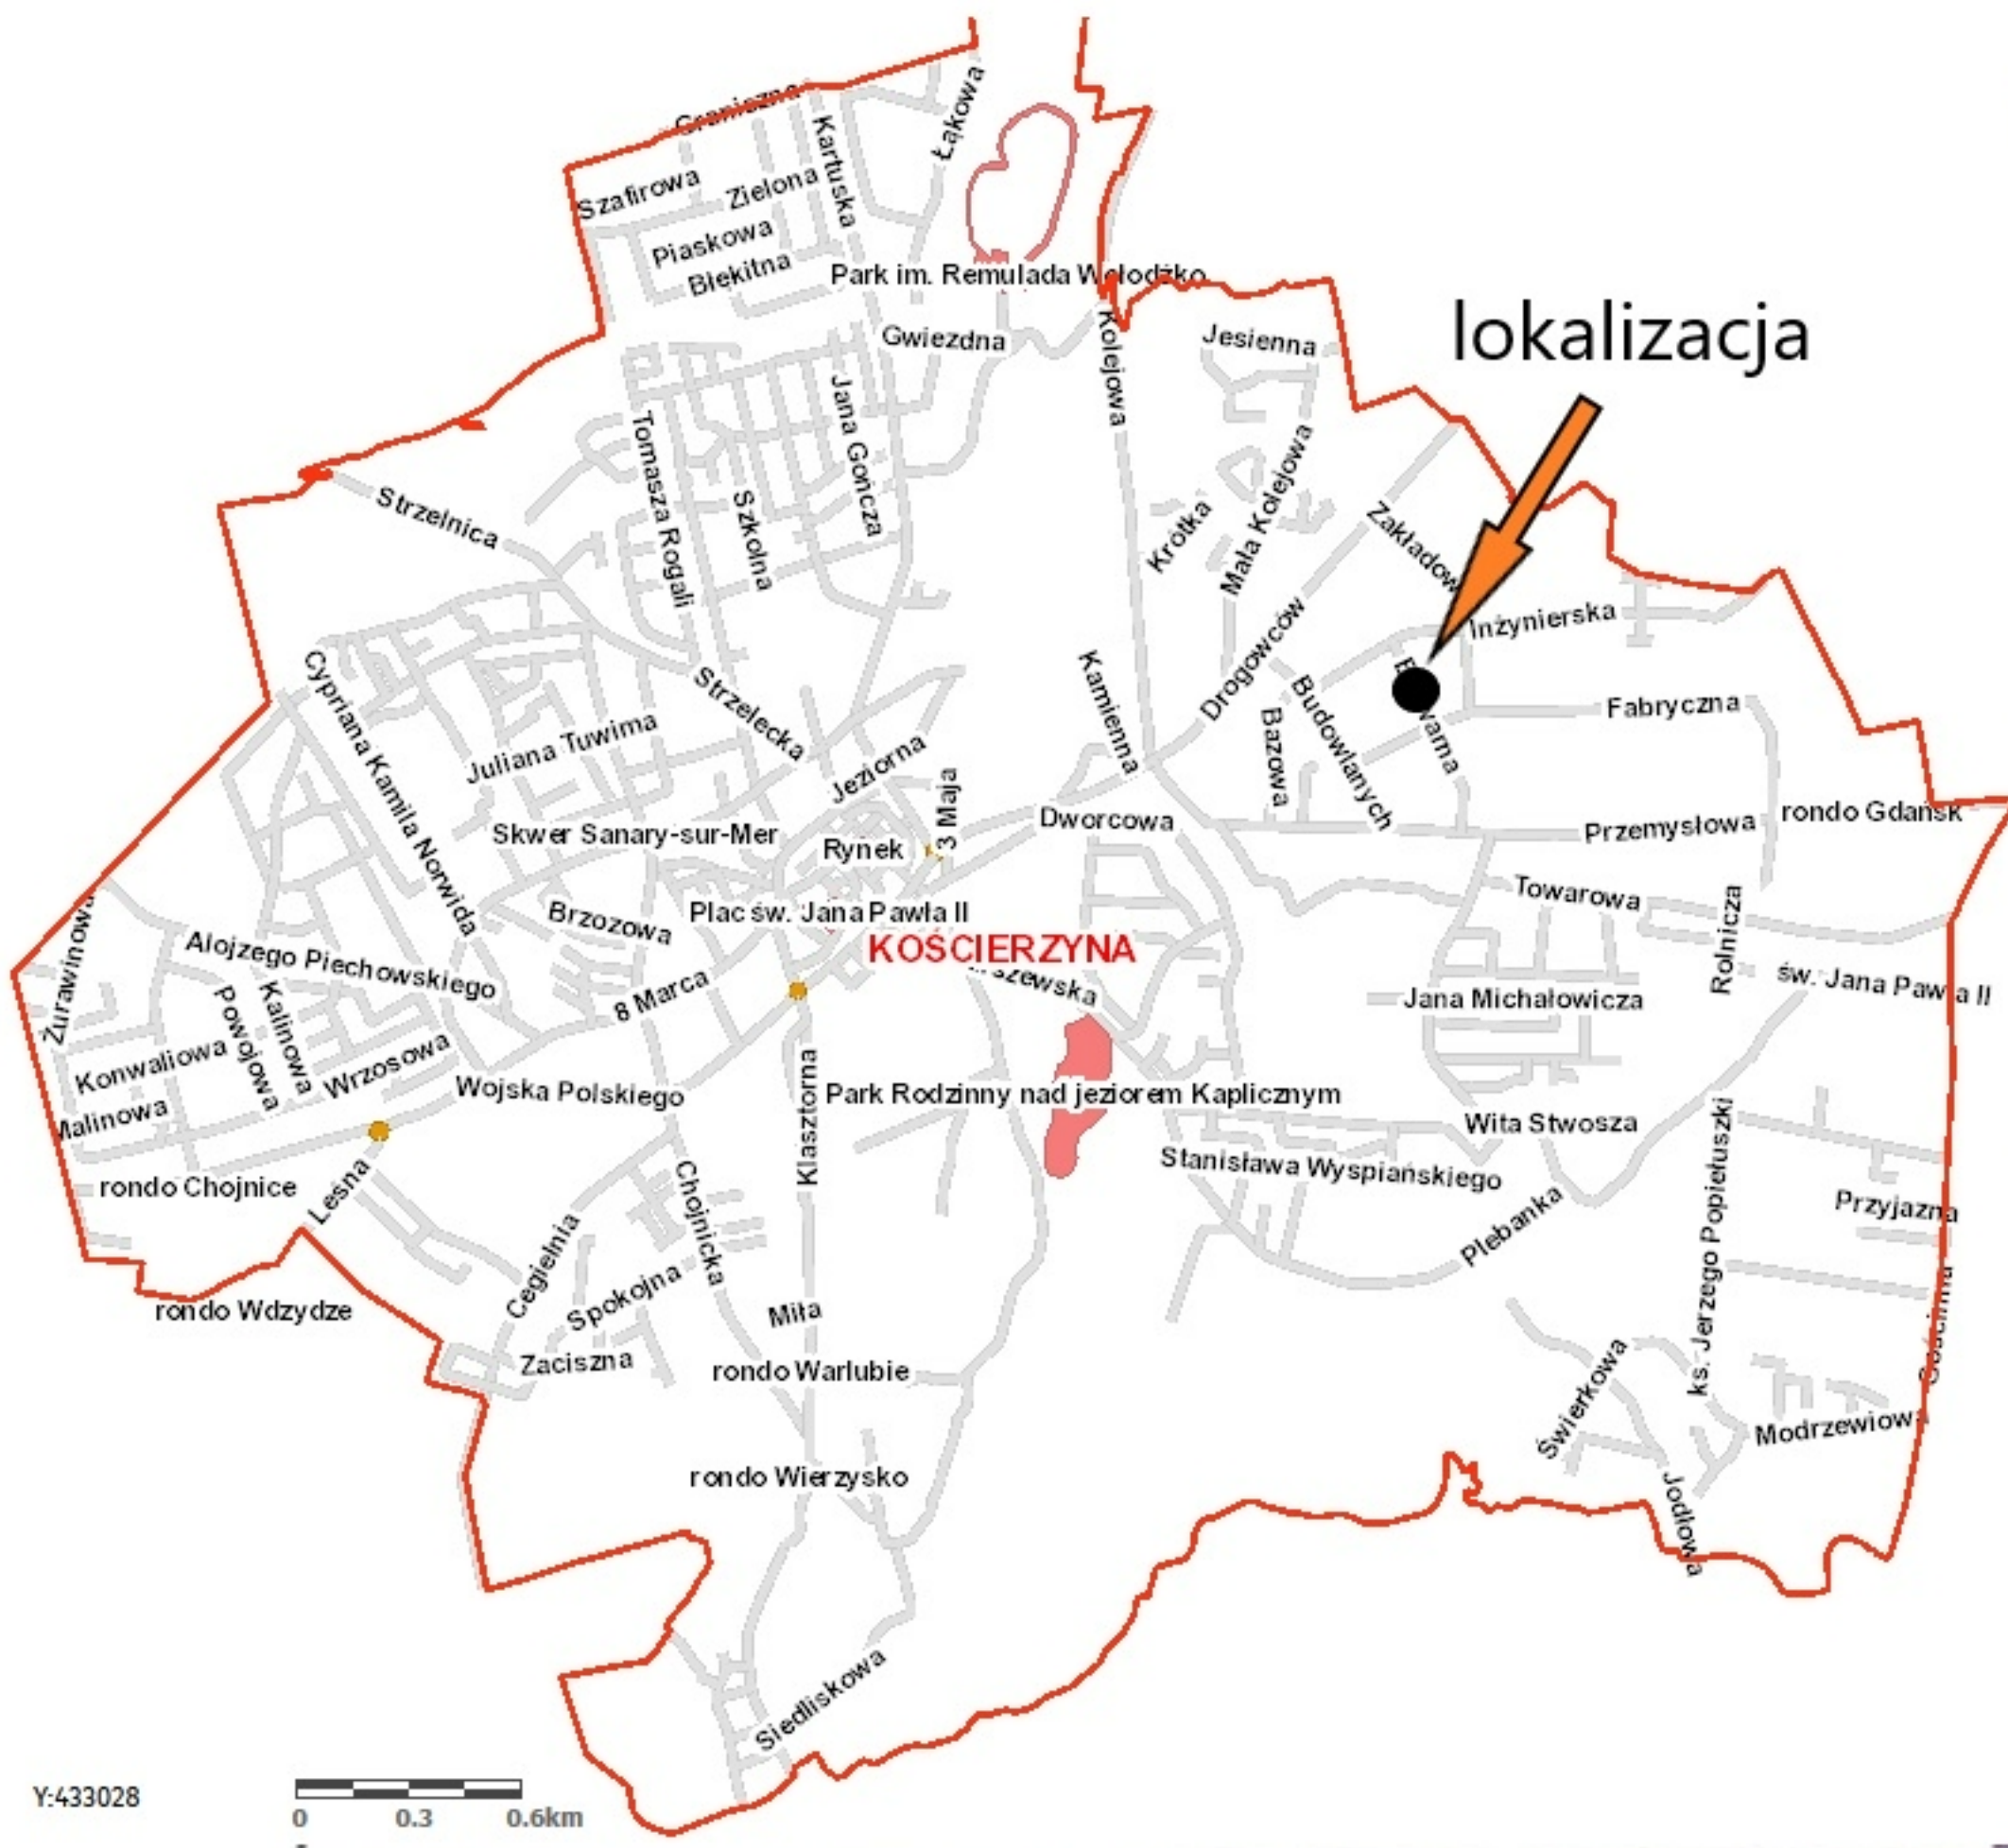 Graniczna
Łąkowa
Kartuska
Szafirowa
Zielona
Piaskowa
Błękitna
Park im. Remulada Wełodźko
Gwiezdna
Kolejowa
Jesienna
lokalizacja
Jana Gończa
Tomasza Rogali
Szkolna
Strzelnica
Krótka
Mała Kolejowa
Zakładow
Inżynierska
Drogowców
Kamienna
Budowlanych
Bazowa
Fabryczna
Cypriana Kamila Norwida
Strzelecka
Juliana Tuwima
Jeziorna
3 Maja
Dworcowa
Skwer Sanary-sur-Mer
Rynek
Przemysłowa
rondo Gdańsk
Towarowa
Rolnicza
Brzozowa
Plac św. Jana Pawła II
KOŚCIERZYNA
szewska
Żurawinowa
Alojzego Piechowskiego
8 Marca
Jana Michałowicza
św. Jana Pawła II
Powojowa
Kalinowa
Konwaliowa
Wrzosowa
Malinowa
Wojska Polskiego
Klasztorna
Park Rodzinny nad jeziorem Kaplicznym
Wita Stwosza
Stanisława Wyspiańskiego
rondo Chojnice
Leśna
Chojnicka
Cegielnia
Spokojna
Plebanka
ks. Jerzego Popiełuszki
Przyjazna
rondo Wdzydze
Miła
Zaciszna
rondo Warlubie
Świerkowa
Modrzewiowa
rondo Wierzysko
Jodłowa
Siedliskowa
Y:433028
0 0.3 0.6km